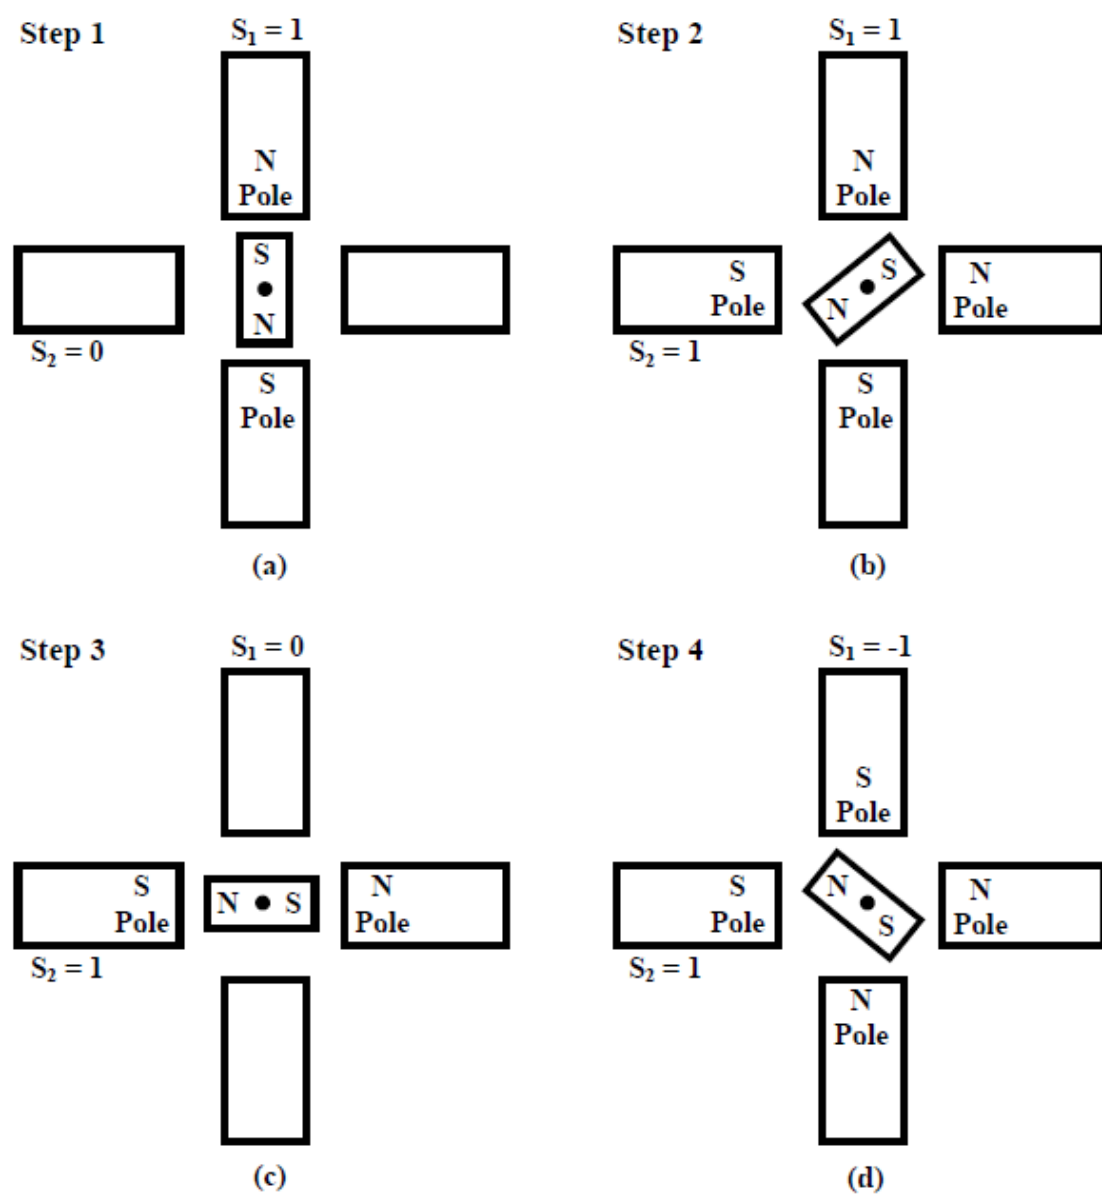 Step 1
S₁ = 1
N
Pole
S
N
S₂ = 0
S
Pole
(a)
Step 2
S₁ = 1
N
Pole
S
Pole
S
N
N
Pole
S₂ = 1
S
Pole
(b)
Step 3
S₁ = 0
S
Pole
N S
N
Pole
S₂ = 1
(c)
Step 4
S₁ = -1
S
Pole
S
Pole
N
S
N
Pole
S₂ = 1
N
Pole
(d)